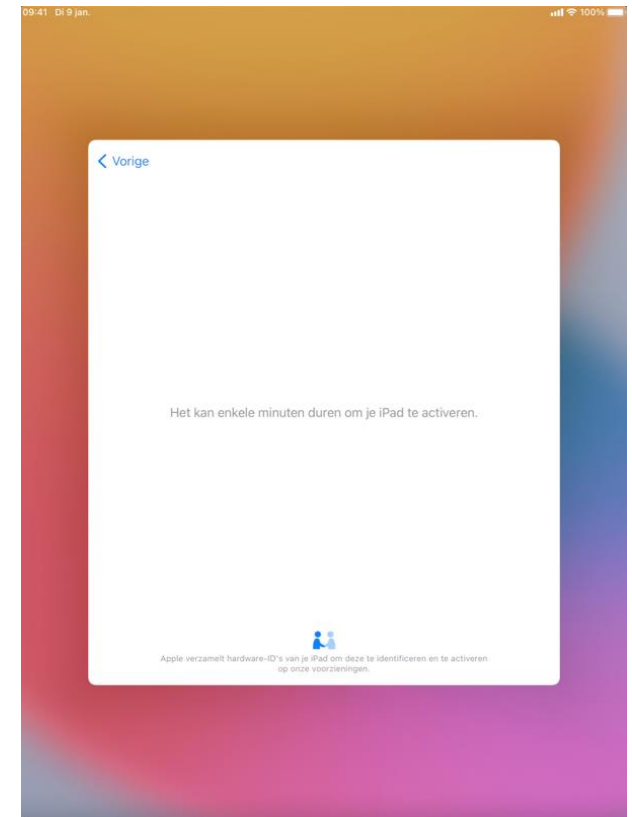 09:41 Di 9 jan. 100%
Vorige
Het kan enkele minuten duren om je iPad te activeren.
Apple verzamelt hardware-ID's van je iPad om deze te identificeren en te activeren
op onze voorzieningen.